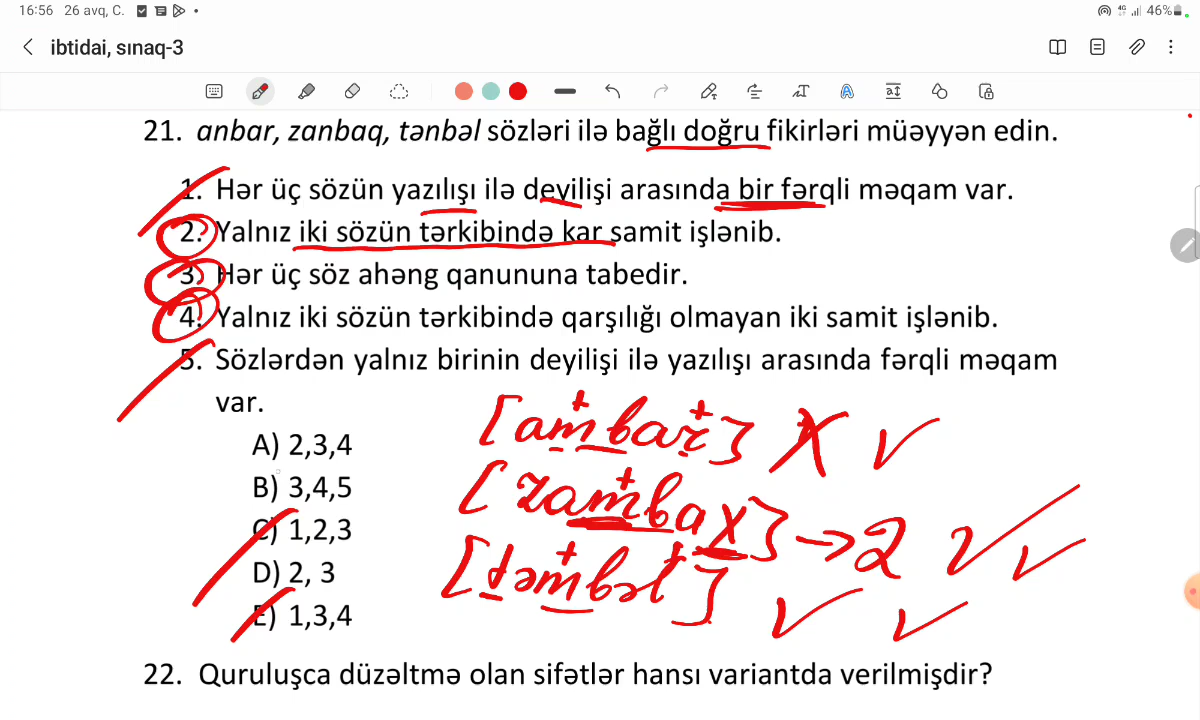 16:56 26 avq, C. 4G 46%
ibtidai, sınaq-3
21. anbar, zanbaq, tənbəl sözləri ilə bağlı doğru fikirləri müəyyən edin.
1. Hər üç sözün yazılışı ilə deyilişi arasında bir fərqli məqam var.
2. Yalnız iki sözün tərkibində kar samit işlənib.
3. Hər üç söz ahəng qanununa tabedir.
4. Yalnız iki sözün tərkibində qarşılığı olmayan iki samit işlənib.
5. Sözlərdən yalnız birinin deyilişi ilə yazılışı arasında fərqli məqam
var.
[ambar] X ✓
A) 2,3,4
B) 3,4,5
[zambax] → 2 ✓ ✓
C) 1,2,3
D) 2, 3
[təmbəl] ✓ ✓
E) 1,3,4
22. Quruluşca düzəltmə olan sifətlər hansı variantda verilmişdir?